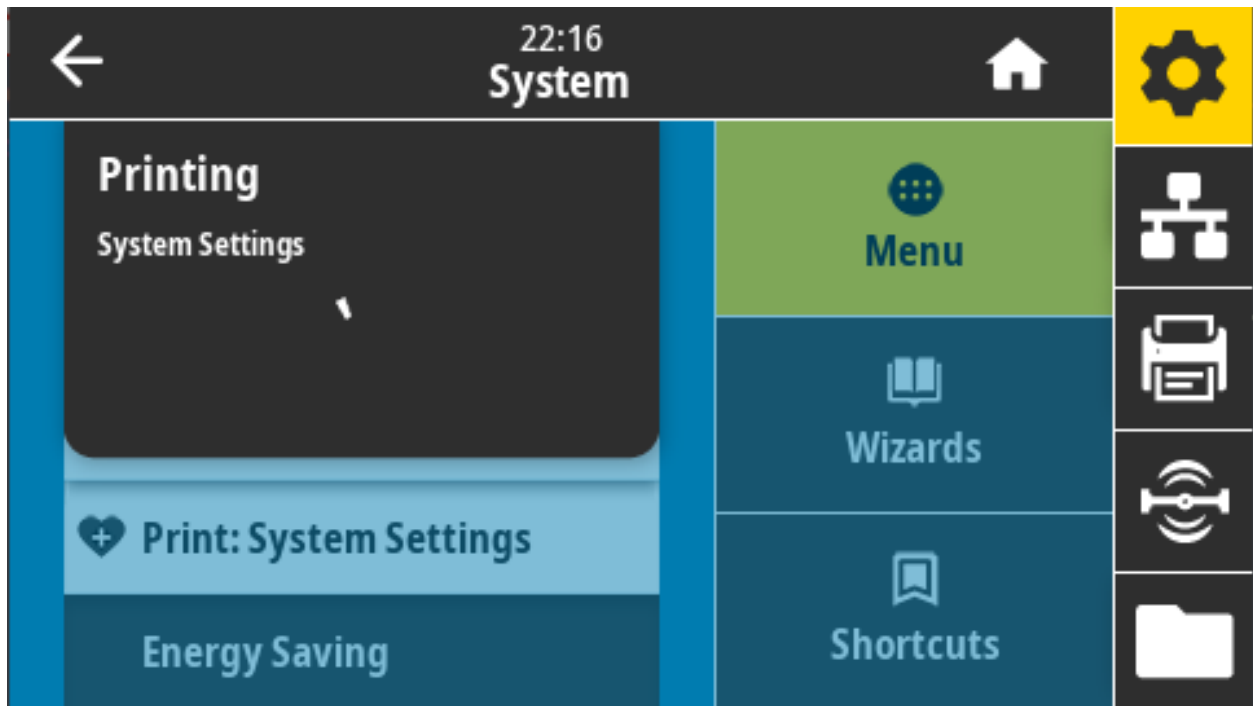 22:16
System
Printing
System Settings
Print: System Settings
Energy Saving
Menu
Wizards
Shortcuts